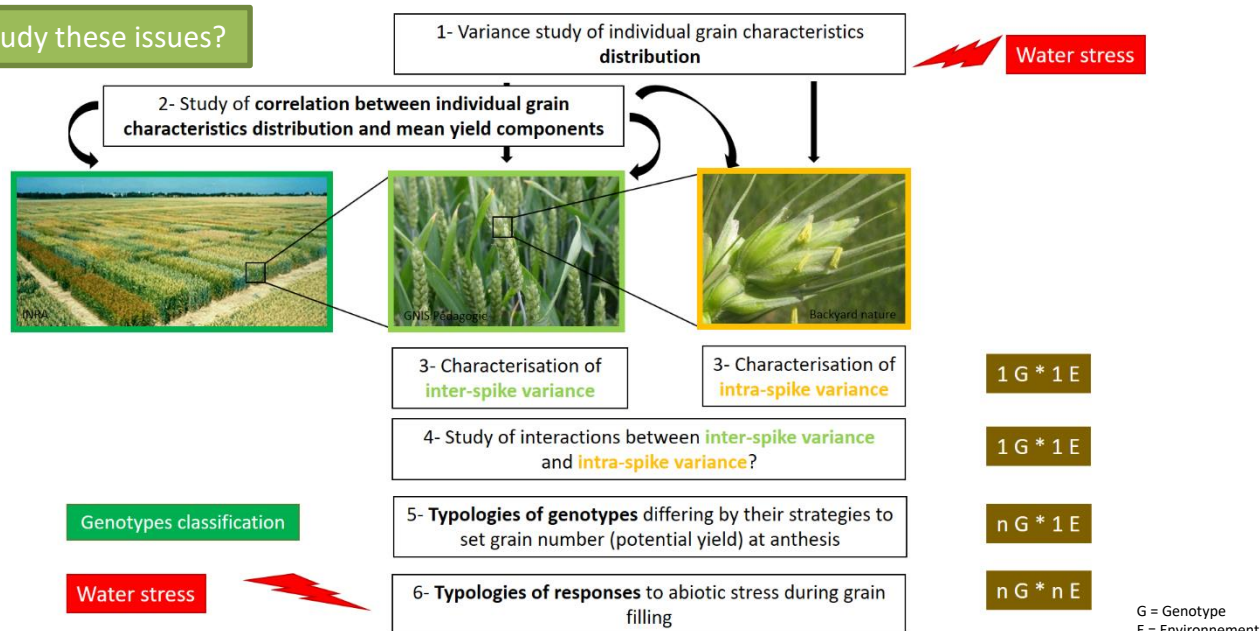 udy these issues?
1- Variance study of individual grain characteristics
distribution
Water stress
2- Study of correlation between individual grain
characteristics distribution and mean yield components
INRA
GNIS Pédagogie
Backyard nature
3- Characterisation of
inter-spike variance
3- Characterisation of
intra-spike variance
1 G * 1 E
4- Study of interactions between inter-spike variance
and intra-spike variance?
1 G * 1 E
Genotypes classification
5- Typologies of genotypes differing by their strategies to
set grain number (potential yield) at anthesis
n G * 1 E
Water stress
6- Typologies of responses to abiotic stress during grain
filling
n G * n E
G = Genotype
E = Environnement